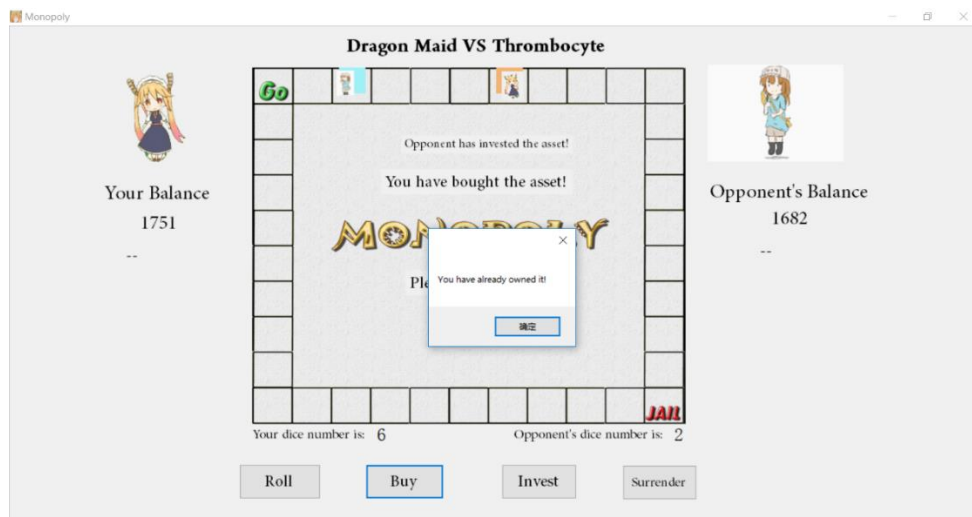 Monopoly
Dragon Maid VS Thrombocyte
Go
Opponent has invested the asset!
You have bought the asset!
Your Balance
1751
--
Opponent's Balance
1682
--
You have already owned it!
确定
JAIL
Your dice number is: 6
Opponent's dice number is: 2
Roll
Buy
Invest
Surrender